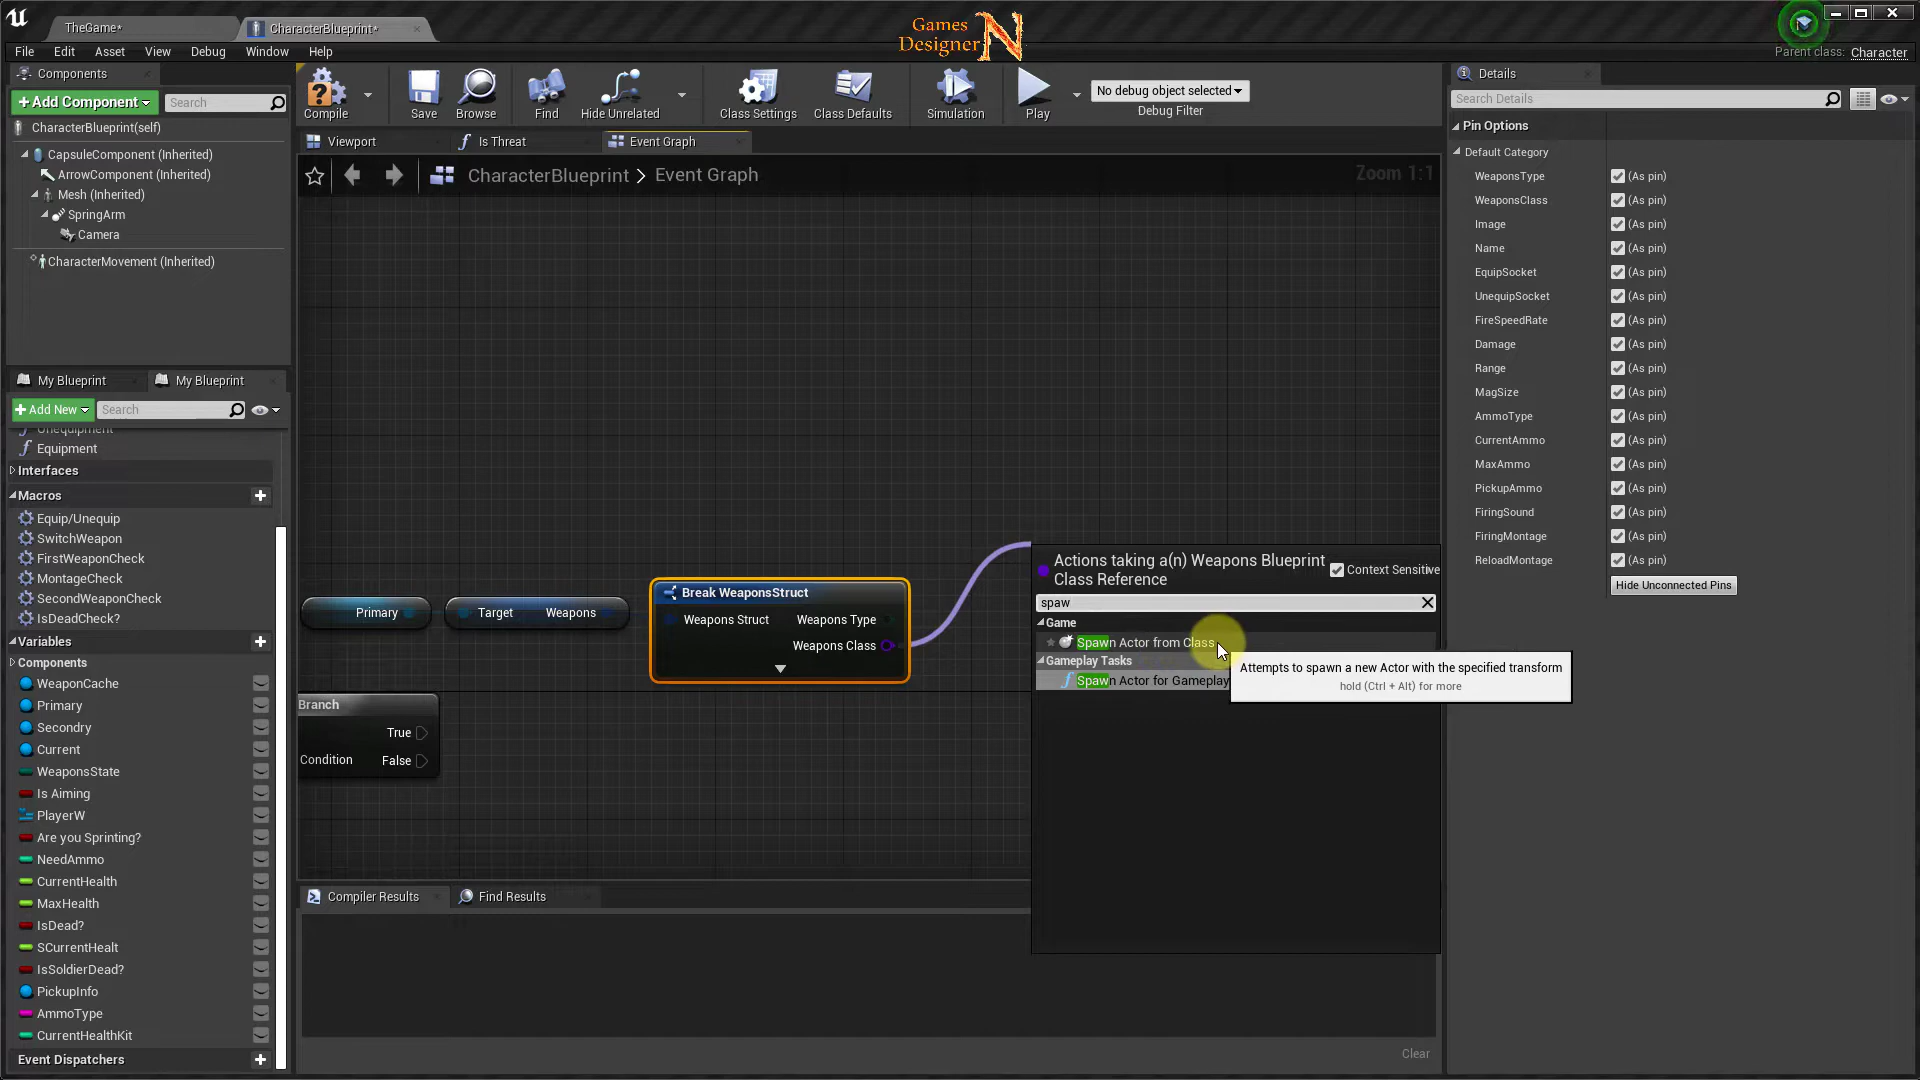 TheGame*
CharacterBlueprint*
Games
Designer
N
Parent class: Character
File Edit Asset View Debug Window Help
Components
+Add Component
Search
CharacterBlueprint(self)
CapsuleComponent (Inherited)
ArrowComponent (Inherited)
Mesh (Inherited)
SpringArm
Camera
CharacterMovement (Inherited)
Compile
Save
Browse
Find
Hide Unrelated
Class Settings
Class Defaults
Simulation
Play
No debug object selected
Debug Filter
Viewport
Is Threat
Event Graph
CharacterBlueprint > Event Graph
Zoom 1:1
My Blueprint
My Blueprint
+Add New
Search
Unequipment
Equipment
Interfaces
Macros
Equip/Unequip
SwitchWeapon
FirstWeaponCheck
MontageCheck
SecondWeaponCheck
IsDeadCheck?
Variables
Components
WeaponCache
Primary
Secondry
Current
WeaponsState
Is Aiming
PlayerW
Are you Sprinting?
NeedAmmo
CurrentHealth
MaxHealth
IsDead?
SCurrentHealt
IsSoldierDead?
PickupInfo
AmmoType
CurrentHealthKit
Event Dispatchers
Primary
Target Weapons
Break WeaponsStruct
Weapons Struct Weapons Type
Weapons Class
Branch
True
Condition False
Actions taking a(n) Weapons Blueprint
Class Reference
Context Sensitive
spaw
Game
Spawn Actor from Class
Gameplay Tasks
Spawn Actor for Gameplay
Attempts to spawn a new Actor with the specified transform
hold (Ctrl + Alt) for more
Compiler Results
Find Results
Clear
Details
Search Details
Pin Options
Default Category
WeaponsType (As pin)
WeaponsClass (As pin)
Image (As pin)
Name (As pin)
EquipSocket (As pin)
UnequipSocket (As pin)
FireSpeedRate (As pin)
Damage (As pin)
Range (As pin)
MagSize (As pin)
AmmoType (As pin)
CurrentAmmo (As pin)
MaxAmmo (As pin)
PickupAmmo (As pin)
FiringSound (As pin)
FiringMontage (As pin)
ReloadMontage (As pin)
Hide Unconnected Pins